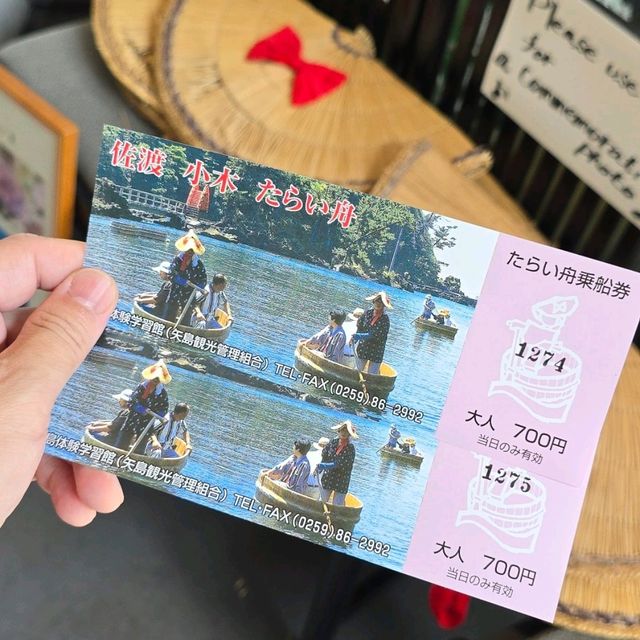 佐渡 小木 たらい舟
体験学習館（矢島観光管理組合） TEL・FAX(0259)86-2992
たらい舟乗船券
1274
大人 700円
当日のみ有効
島体験学習館（矢島観光管理組合） TEL・FAX(0259)86-2992
1275
大人 700円
当日のみ有効
Please use
for
a commemorati
photo